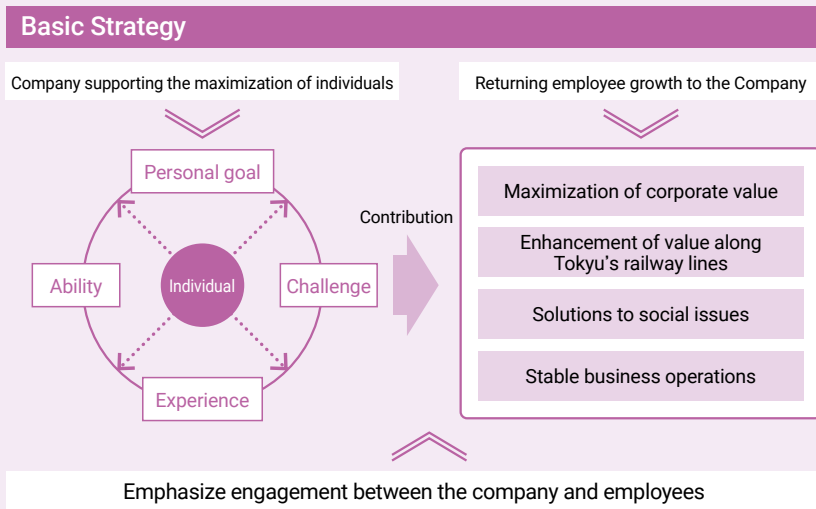 Basic Strategy
Company supporting the maximization of individuals
Returning employee growth to the Company
Personal goal
Ability
Individual
Challenge
Experience
Contribution
Maximization of corporate value
Enhancement of value along
Tokyu's railway lines
Solutions to social issues
Stable business operations
Emphasize engagement between the company and employees